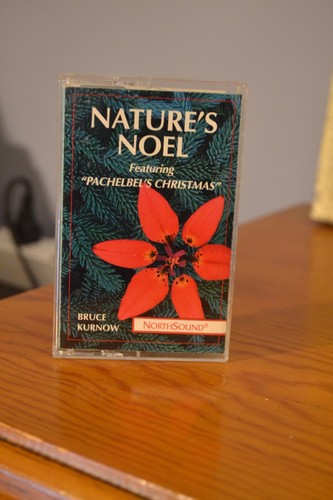 NATURE'S
NOEL
Featuring
"PACHELBEL'S CHRISTMAS"
BRUCE
KURNOW
NORTHSOUND®